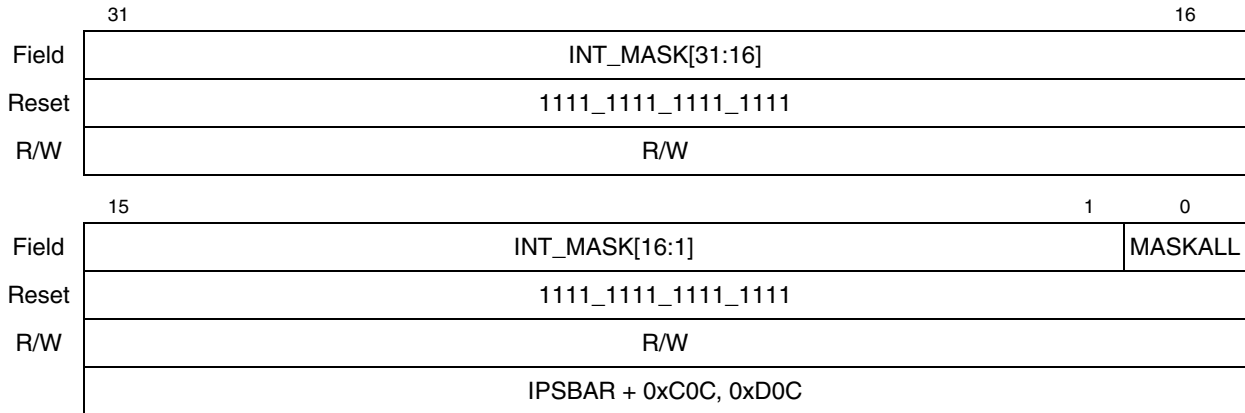 31 16
Field INT_MASK[31:16]
Reset 1111_1111_1111_1111
R/W R/W
15 1 0
Field INT_MASK[16:1] MASKALL
Reset 1111_1111_1111_1111
R/W R/W
IPSBAR + 0xC0C, 0xD0C